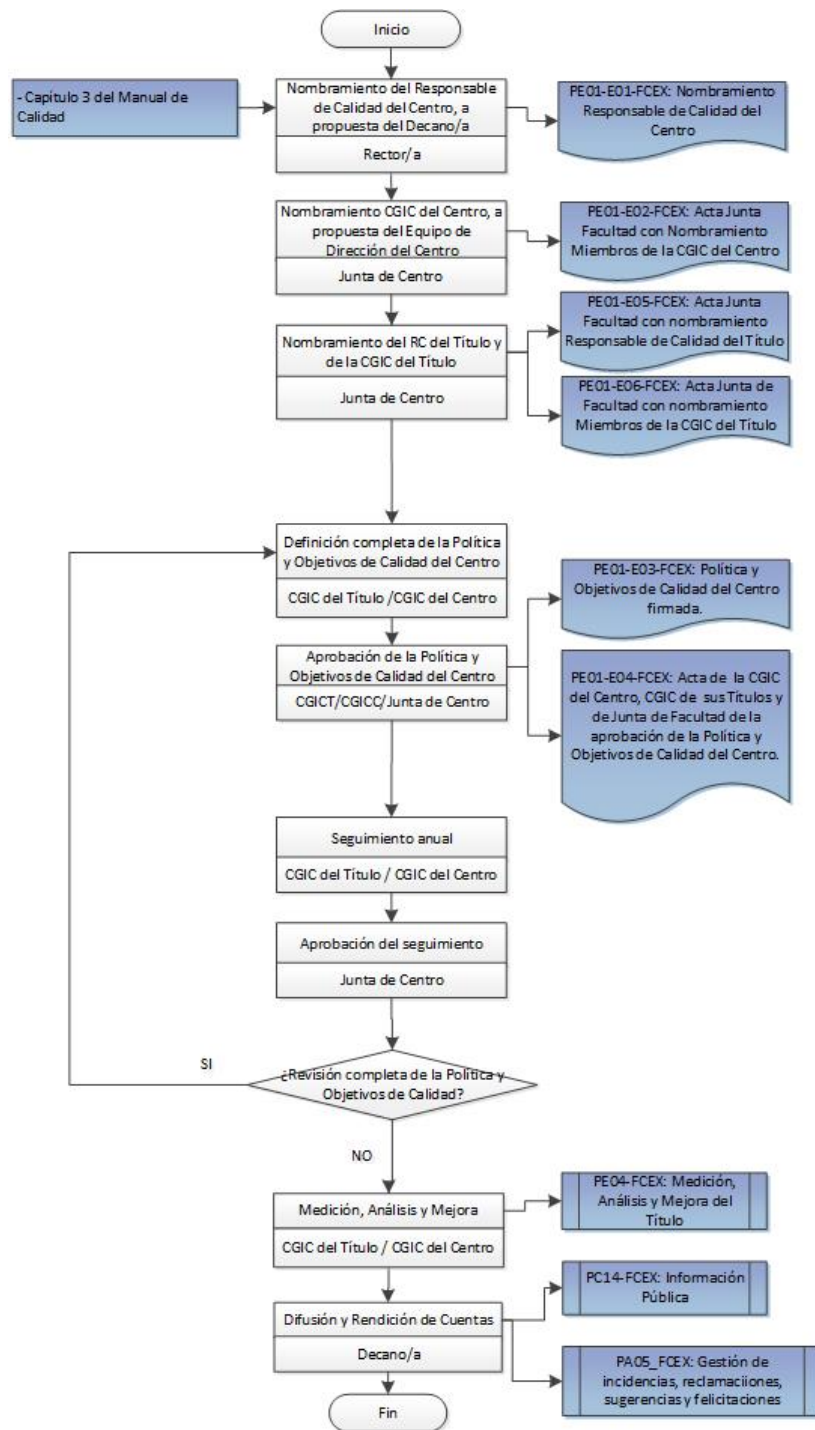 Inicio
- Capitulo 3 del Manual de
Calidad
Nombramiento del Responsable
de Calidad del Centro, a
propuesta del Decano/a
Rector/a
PE01-E01-FCEX: Nombramiento
Responsable de Calidad del
Centro
Nombramiento CGIC del Centro, a
propuesta del Equipo de
Dirección del Centro
Junta de Centro
PE01-E02-FCEX: Acta Junta
Facultad con Nombramiento
Miembros de la CGIC del Centro
Nombramiento del RC del Título y
de la CGIC del Título
Junta de Centro
PE01-E05-FCEX: Acta Junta
Facultad con nombramiento
Responsable de Calidad del Título
PE01-E06-FCEX: Acta Junta de
Facultad con nombramiento
Miembros de la CGIC del Título
Definición completa de la Política
y Objetivos de Calidad del Centro
CGIC del Título /CGIC del Centro
PE01-E03-FCEX: Política y
Objetivos de Calidad del Centro
firmada.
Aprobación de la Política y
Objetivos de Calidad del Centro
CGICT/CGICC/Junta de Centro
PE01-E04-FCEX: Acta de la CGIC
del Centro, CGIC de sus Títulos y
de Junta de Facultad de la
aprobación de la Política y
Objetivos de Calidad del Centro.
Seguimiento anual
CGIC del Título / CGIC del Centro
Aprobación del seguimiento
Junta de Centro
SI
¿Revisión completa de la Política y
Objetivos de Calidad?
NO
Medición, Análisis y Mejora
CGIC del Título / CGIC del Centro
PE04-FCEX: Medición,
Análisis y Mejora del
Título
Difusión y Rendición de Cuentas
Decano/a
PC14-FCEX: Información
Pública
PA05_FCEX: Gestión de
incidencias, reclamaciiones,
sugerencias y felicitaciones
Fin